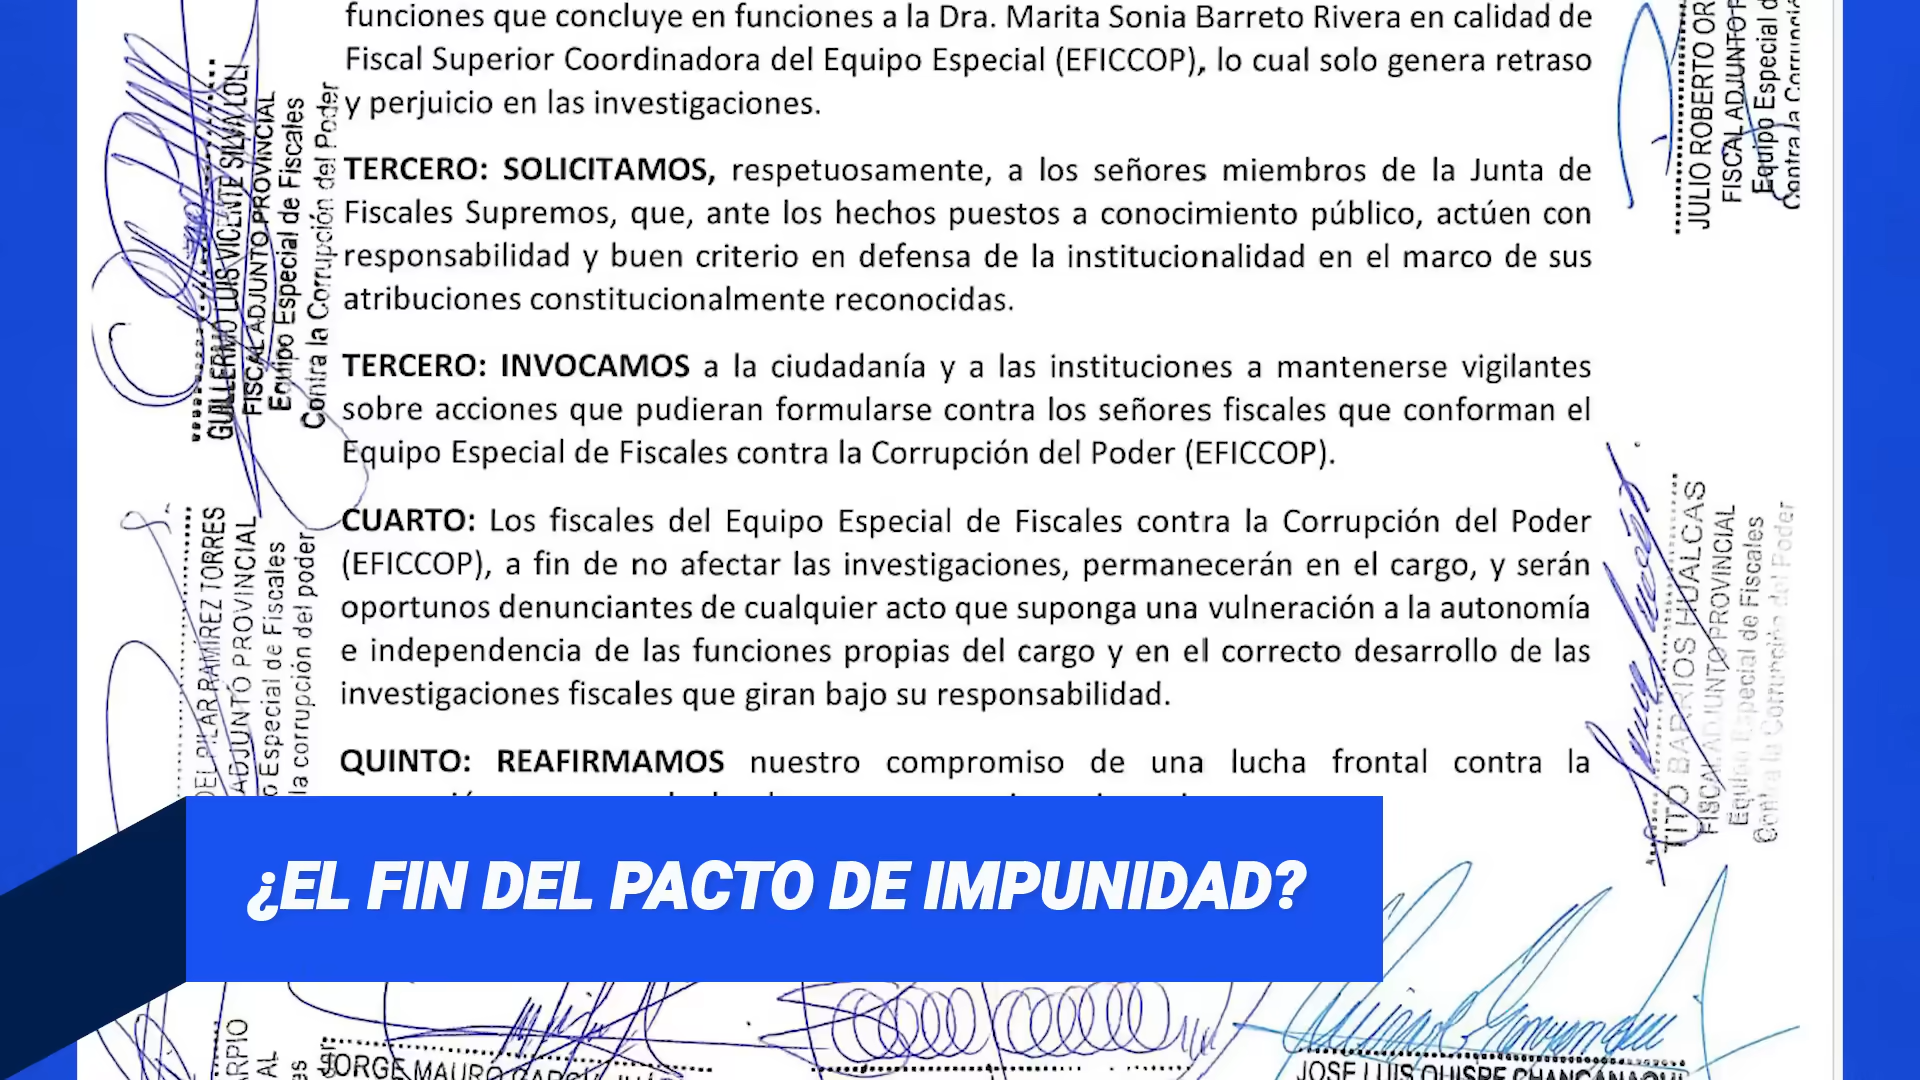 funciones que concluye en funciones a la Dra. Marita Sonia Barreto Rivera en calidad de
Fiscal Superior Coordinadora del Equipo Especial (EFICCOP), lo cual solo genera retraso
y perjuicio en las investigaciones.
TERCERO: SOLICITAMOS, respetuosamente, a los señores miembros de la Junta de
Fiscales Supremos, que, ante los hechos puestos a conocimiento público, actúen con
responsabilidad y buen criterio en defensa de la institucionalidad en el marco de sus
atribuciones constitucionalmente reconocidas.
TERCERO: INVOCAMOS a la ciudadanía y a las instituciones a mantenerse vigilantes
sobre acciones que pudieran formularse contra los señores fiscales que conforman el
Equipo Especial de Fiscales contra la Corrupción del Poder (EFICCOP).
CUARTO: Los fiscales del Equipo Especial de Fiscales contra la Corrupción del Poder
(EFICCOP), a fin de no afectar las investigaciones, permanecerán en el cargo, y serán
oportunos denunciantes de cualquier acto que suponga una vulneración a la autonomía
e independencia de las funciones propias del cargo y en el correcto desarrollo de las
investigaciones fiscales que giran bajo su responsabilidad.
QUINTO: REAFIRMAMOS nuestro compromiso de una lucha frontal contra la
¿EL FIN DEL PACTO DE IMPUNIDAD?
GUILLERMO LUIS VICENTE SILVA LOLI
FISCAL ADJUNTO PROVINCIAL
Equipo Especial de Fiscales
Contra la Corrupción del Poder
DEL PILAR RAMIREZ TORRES
ADJUNTO PROVINCIAL
Especial de Fiscales
la corrupción del poder
JULIO ROBERTO
FISCAL ADJUNTO
Equipo Especial
Contra la
TITO BARRIOS HUALCAS
FISCAL ADJUNTO PROVINCIAL
Equipo Especial de Fiscales
Contra la Corrupción del Poder
JORGE MAURO
JOSE LUIS QUISPE